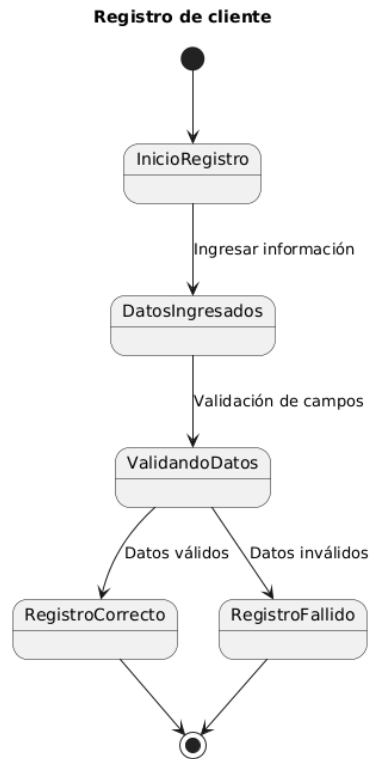 Registro de cliente
InicioRegistro
Ingresar información
DatosIngresados
Validación de campos
ValidandoDatos
Datos válidos
Datos inválidos
RegistroCorrecto
RegistroFallido